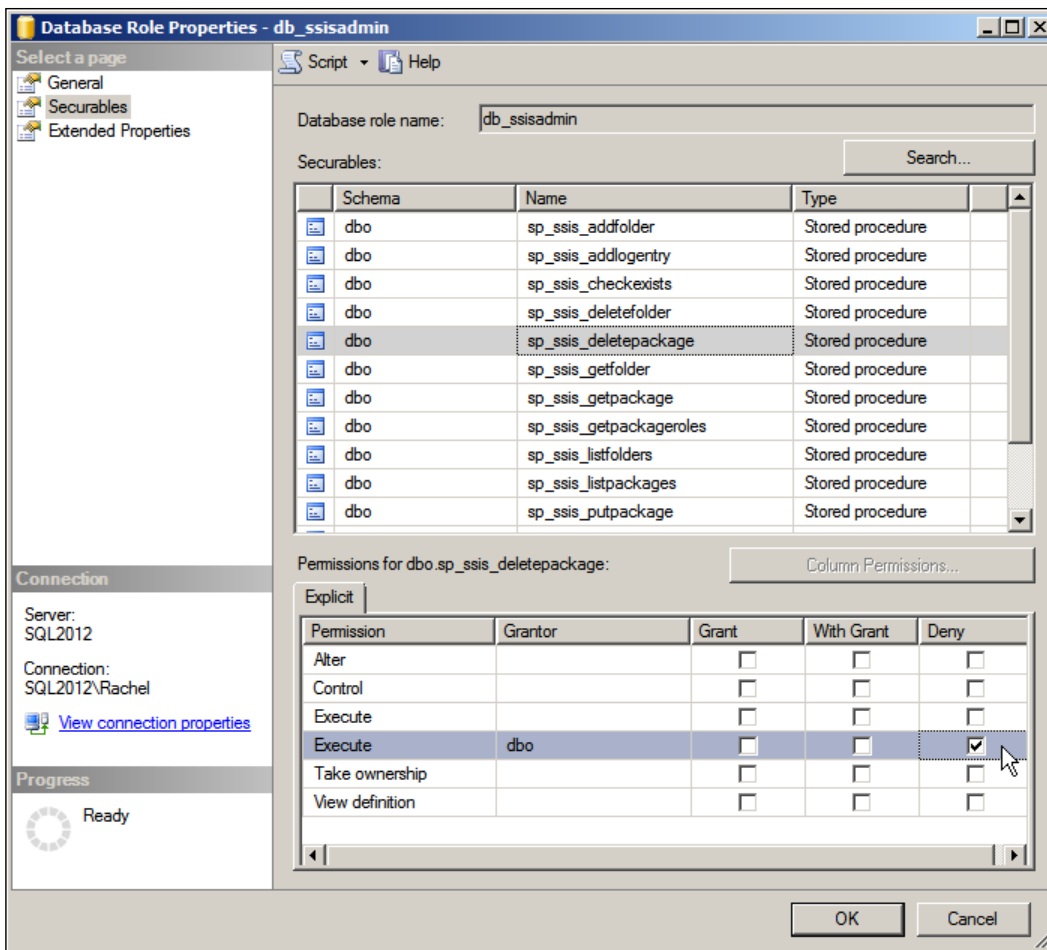 Database Role Properties - db_ssisadmin
Select a page
General
Securables
Extended Properties
Script Help
Database role name: db_ssisadmin
Securables: Search...
Schema Name Type
dbo sp_ssis_addfolder Stored procedure
dbo sp_ssis_addlogentry Stored procedure
dbo sp_ssis_checkexists Stored procedure
dbo sp_ssis_deletefolder Stored procedure
dbo sp_ssis_deletepackage Stored procedure
dbo sp_ssis_getfolder Stored procedure
dbo sp_ssis_getpackage Stored procedure
dbo sp_ssis_getpackageroles Stored procedure
dbo sp_ssis_listfolders Stored procedure
dbo sp_ssis_listpackages Stored procedure
dbo sp_ssis_putpackage Stored procedure
Permissions for dbo.sp_ssis_deletepackage: Column Permissions...
Explicit
Permission Grantor Grant With Grant Deny
Alter
Control
Execute
Execute dbo
Take ownership
View definition
Connection
Server:
SQL2012
Connection:
SQL2012\Rachel
View connection properties
Progress
Ready
OK Cancel